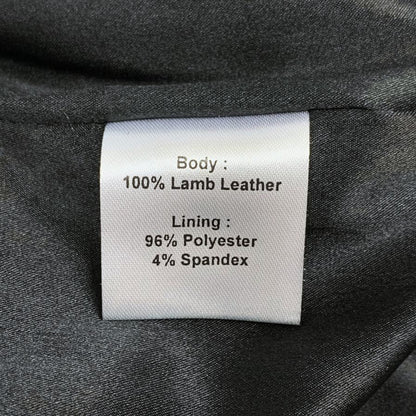 Body :
100% Lamb Leather
Lining :
96% Polyester
4% Spandex